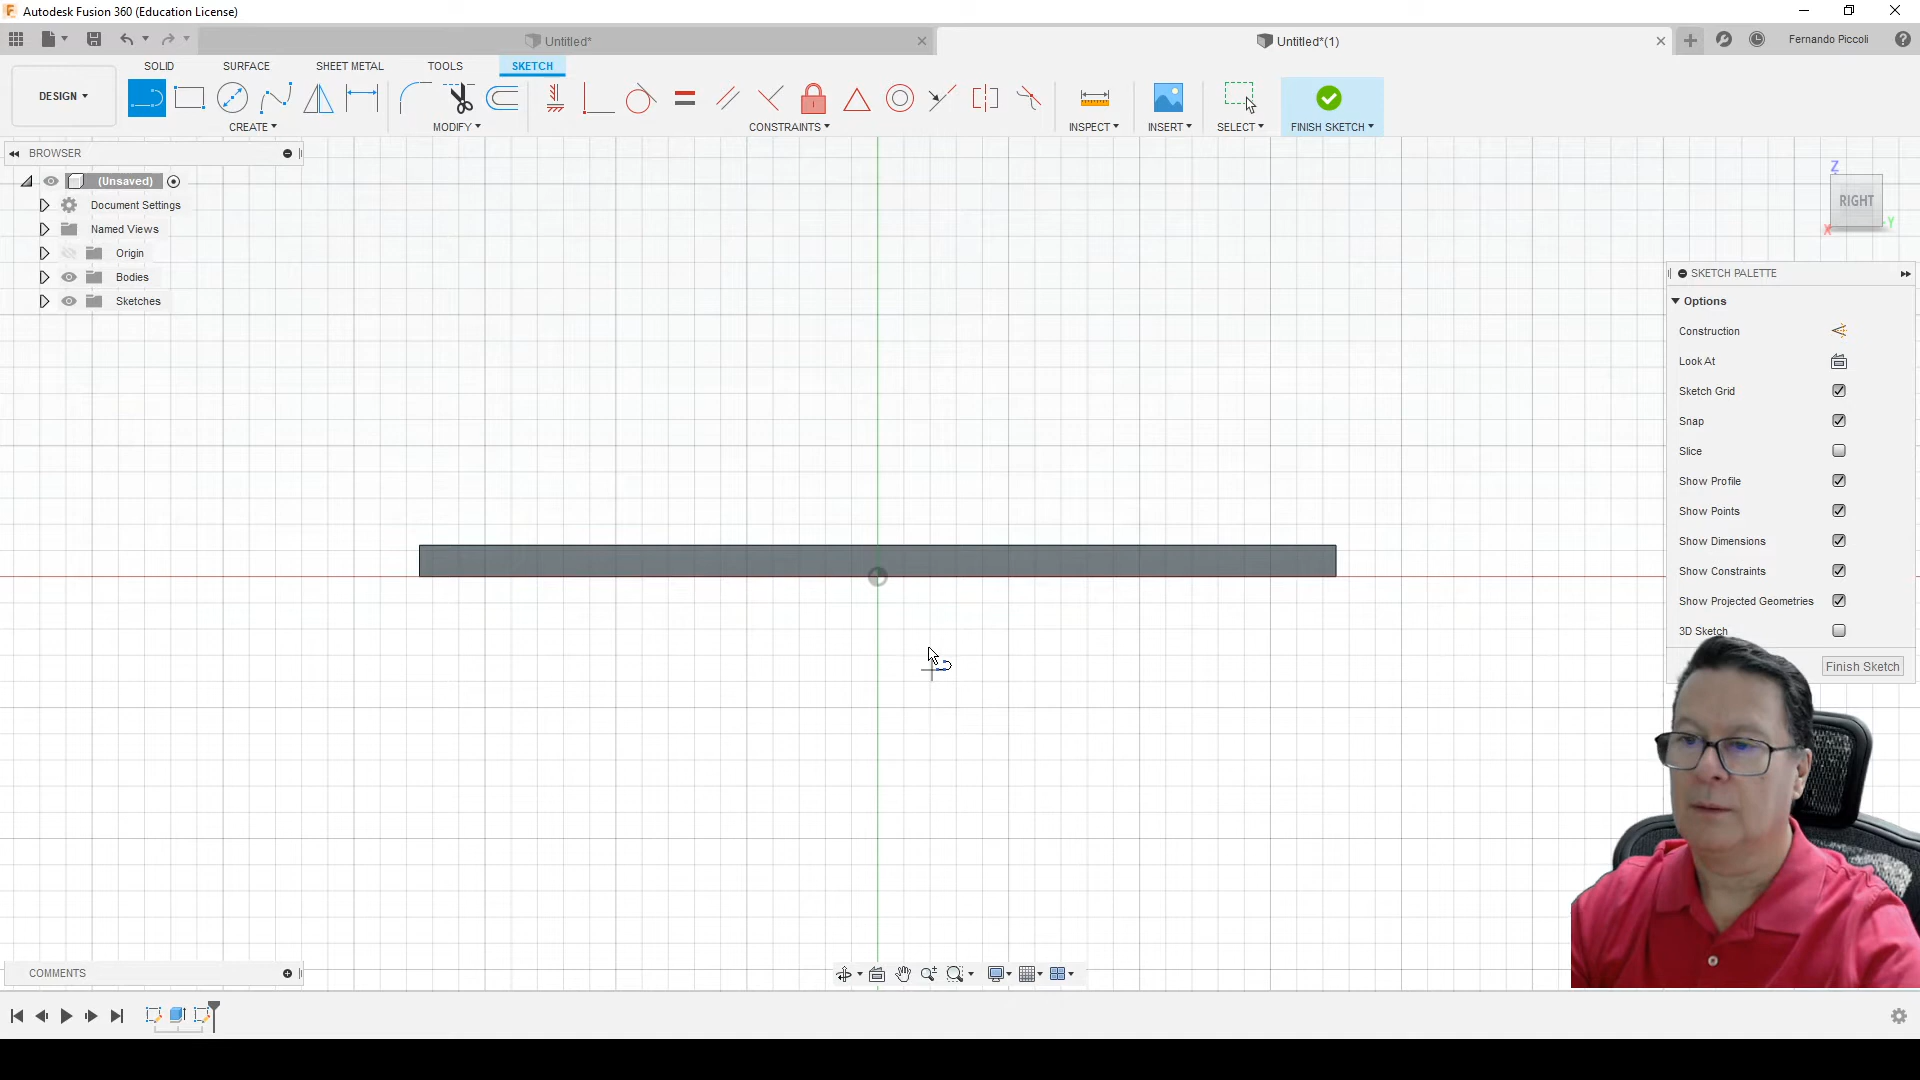 Autodesk Fusion 360 (Education License)
Untitled*
Untitled*(1)
Fernando Piccoli
DESIGN
SOLID
SURFACE
SHEET METAL
TOOLS
SKETCH
CREATE
MODIFY
CONSTRAINTS
INSPECT
INSERT
SELECT
FINISH SKETCH
BROWSER
(Unsaved)
Document Settings
Named Views
Origin
Bodies
Sketches
Z
RIGHT
X
Y
SKETCH PALETTE
Options
Construction
Look At
Sketch Grid
Snap
Slice
Show Profile
Show Points
Show Dimensions
Show Constraints
Show Projected Geometries
3D Sketch
Finish Sketch
COMMENTS